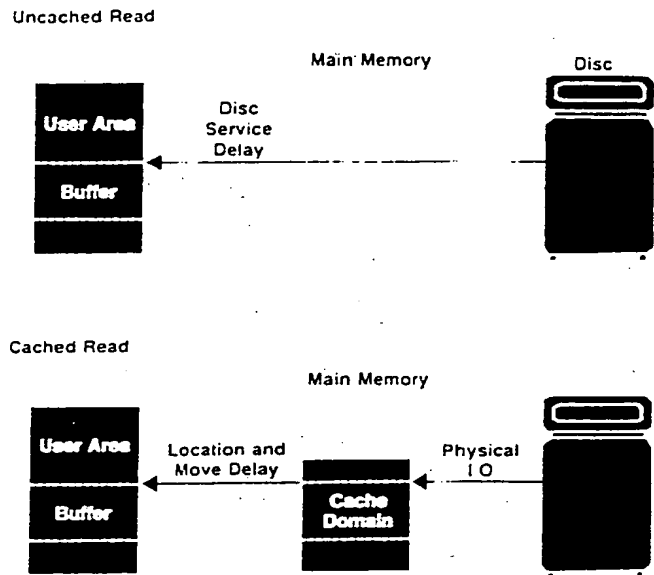 Uncached Read
Main Memory
Disc
User Area
Disc
Service
Delay
Buffer
Cached Read
Main Memory
User Area
Location and
Move Delay
Physical
I O
Buffer
Cache
Domain